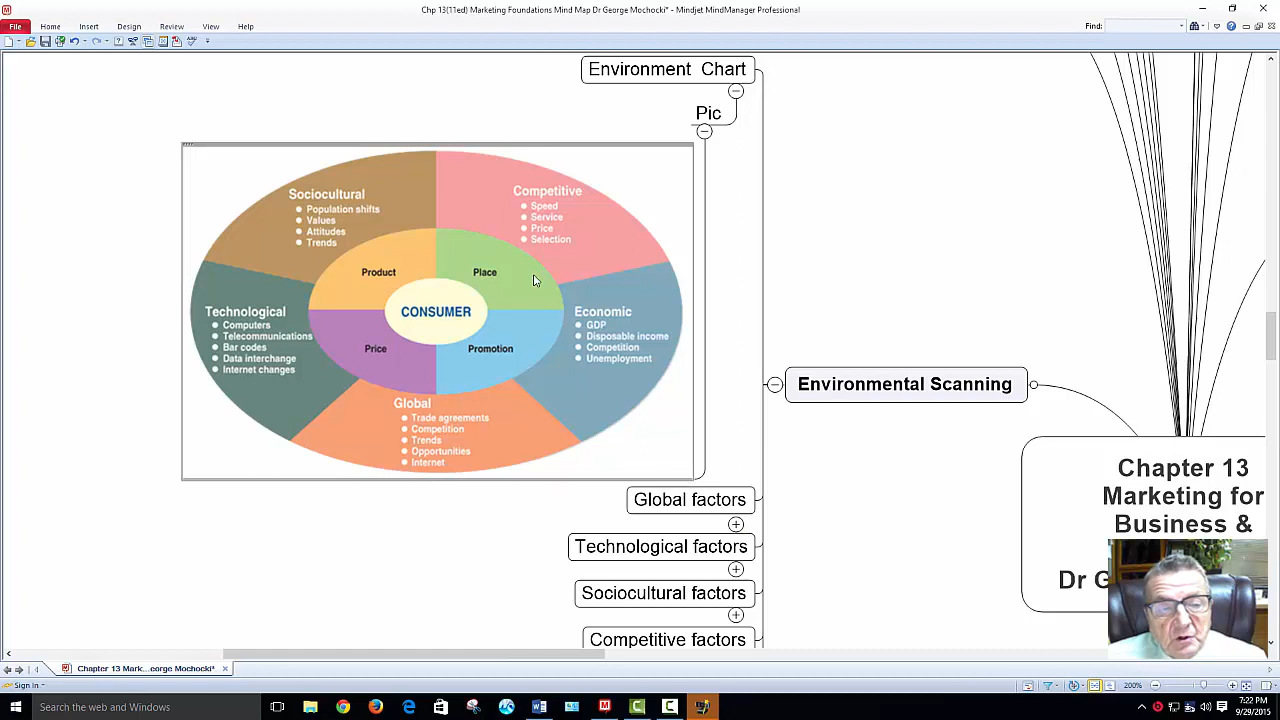 Chp 13(11ed) Marketing Foundations Mind Map Dr George Mochocki* - Mindjet MindManager Professional
File Home Insert Design Review View Help
Find:
Environment Chart
Pic
Sociocultural
Population shifts
Values
Attitudes
Trends
Competitive
Speed
Service
Price
Selection
Product
Place
CONSUMER
Price
Promotion
Technological
Computers
Telecommunications
Bar codes
Data interchange
Internet changes
Economic
GDP
Disposable income
Competition
Unemployment
Global
Trade agreements
Competition
Trends
Opportunities
Internet
Environmental Scanning
Chapter 13
Marketing for
Business &
Dr G
Global factors
Technological factors
Sociocultural factors
Competitive factors
Chapter 13 Mark...eorge Mochocki*
Sign In
200%
Search the web and Windows
7:22 PM
9/29/2015